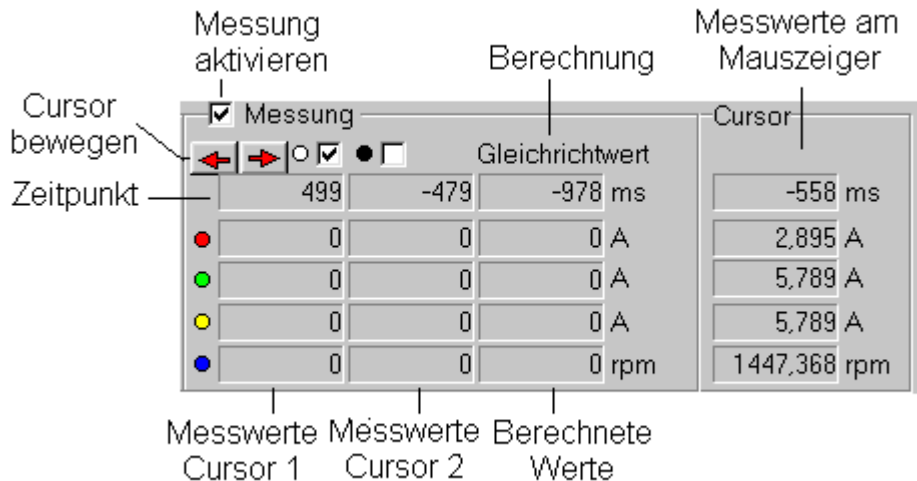 Messung
aktivieren
Berechnung
Messwerte am
Mauszeiger
Cursor
bewegen
Messung
Cursor
Gleichrichtwert
Zeitpunkt
499 -479 -978 ms -558 ms
0 0 0 A 2,895 A
0 0 0 A 5,789 A
0 0 0 A 5,789 A
0 0 0 rpm 1447,368 rpm
Messwerte
Cursor 1
Messwerte
Cursor 2
Berechnete
Werte